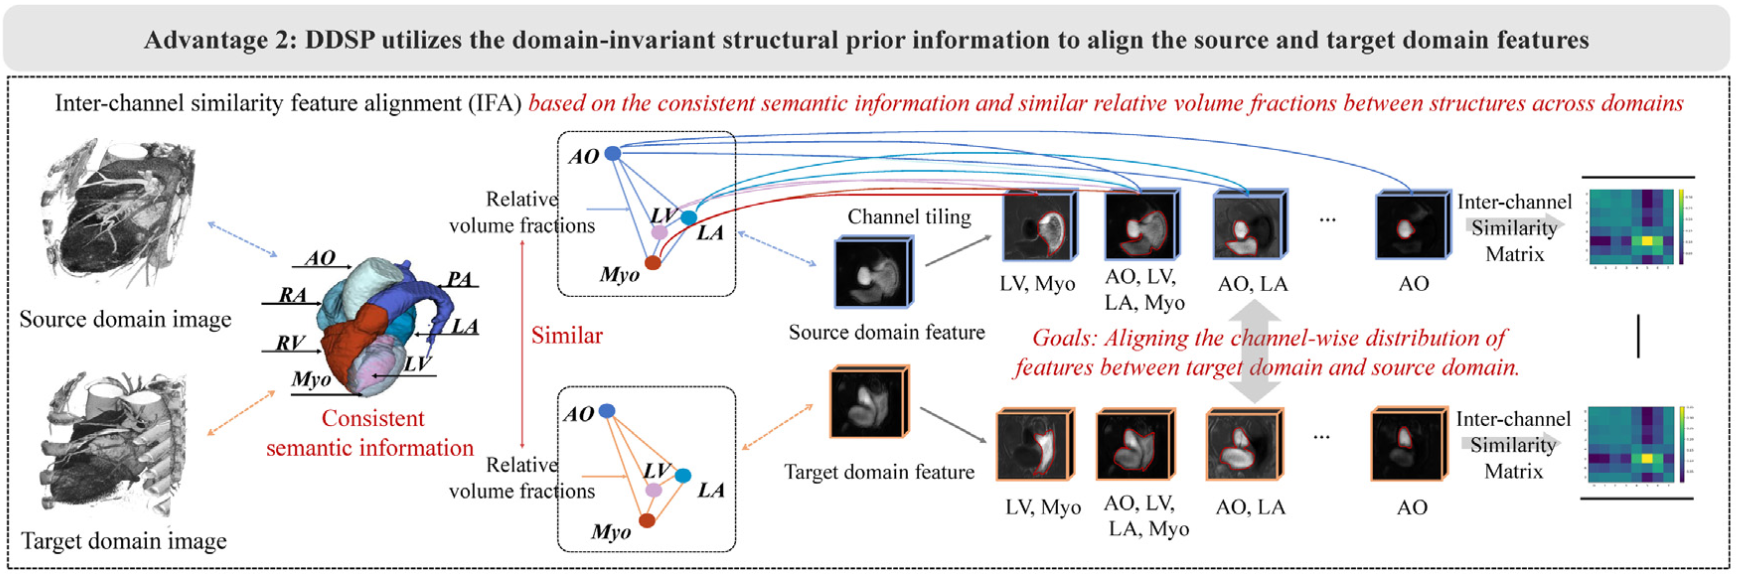 Advantage 2: DDSP utilizes the domain-invariant structural prior information to align the source and target domain features
Inter-channel similarity feature alignment (IFA) based on the consistent semantic information and similar relative volume fractions between structures across domains
Source domain image
Target domain image
AO
RA
RV
Myo
PA
LA
LV
Consistent
semantic information
Relative
volume fractions
Similar
Relative
volume fractions
AO
LV
LA
Myo
AO
LV
LA
Myo
Channel tiling
Source domain feature
Target domain feature
LV, Myo
AO, LV,
LA, Myo
AO, LA
...
AO
Goals: Aligning the channel-wise distribution of
features between target domain and source domain.
LV, Myo
AO, LV,
LA, Myo
AO, LA
...
AO
Inter-channel
Similarity
Matrix
Inter-channel
Similarity
Matrix